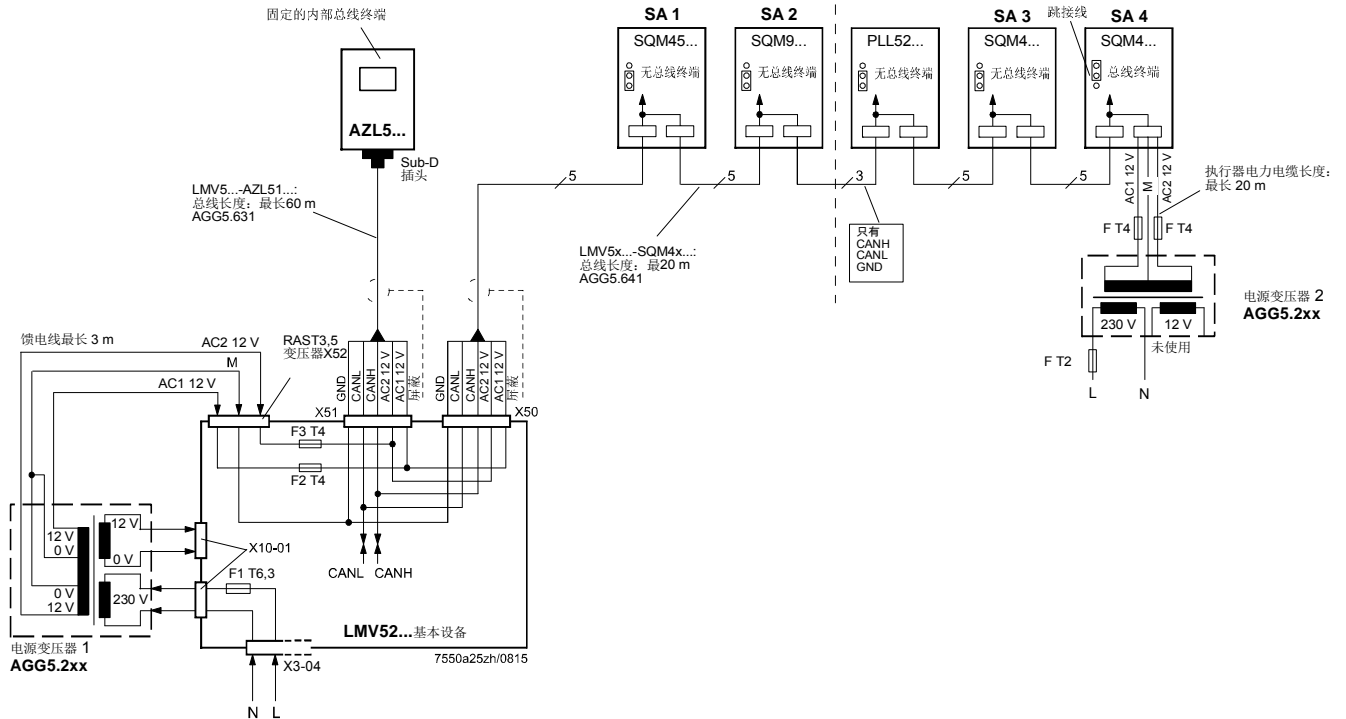 固定的内部总线终端
SA 1
SA 2
SA 3
跳接线
SA 4
SQM45...
SQM9...
PLL52...
SQM4...
SQM4...
无总线终端
无总线终端
无总线终端
无总线终端
总线终端
AZL5...
Sub-D
插头
LMV5...-AZL51...:
总线长度：最长60 m
AGG5.631
5
5
3
5
5
LMV5x...-SQM4x...:
总线长度：最20 m
AGG5.641
只有
CANH
CANL
GND
AC1 12 V
M
AC2 12 V
执行器电力电缆长度：
最长 20 m
F T4
F T4
电源变压器 2
AGG5.2xx
230 V
12 V
未使用
F T2
L
N
馈电线最长 3 m
AC2 12 V
M
AC1 12 V
RAST3,5
变压器X52
GND
CANL
CANH
AC2 12 V
AC1 12 V
屏蔽
GND
CANL
CANH
AC2 12 V
AC1 12 V
屏蔽
X51
X50
F3 T4
F2 T4
CANL
CANH
12 V
0 V
0 V
12 V
12 V
0 V
230 V
X10-01
F1 T6,3
LMV52...基本设备
电源变压器 1
AGG5.2xx
X3-04
7550a25zh/0815
N
L